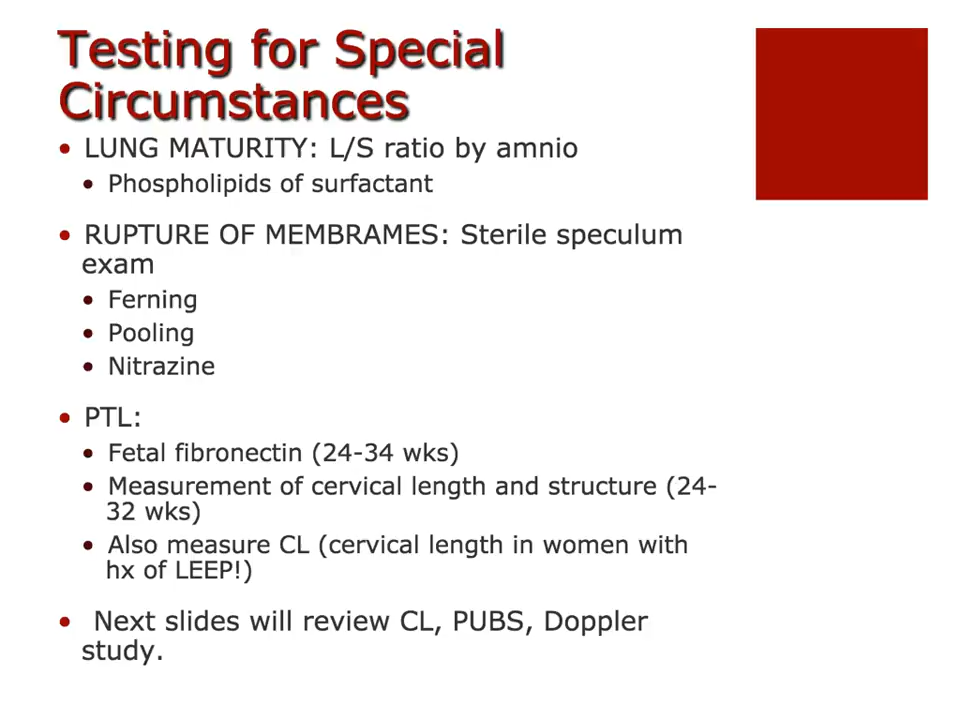 Testing for Special
Circumstances
• LUNG MATURITY: L/S ratio by amnio
• Phospholipids of surfactant
• RUPTURE OF MEMBRAMES: Sterile speculum
exam
• Ferning
• Pooling
• Nitrazine
• PTL:
• Fetal fibronectin (24-34 wks)
• Measurement of cervical length and structure (24-
32 wks)
• Also measure CL (cervical length in women with
hx of LEEP!)
• Next slides will review CL, PUBS, Doppler
study.